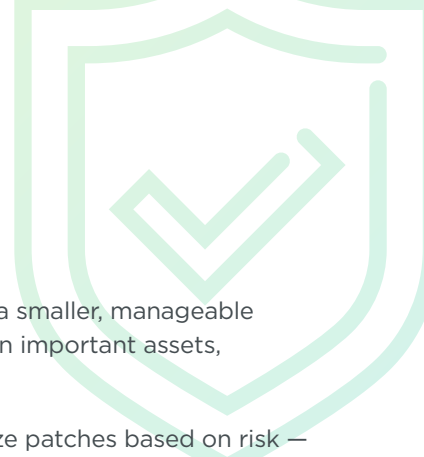 a smaller, manageable
n important assets,
ze patches based on risk —